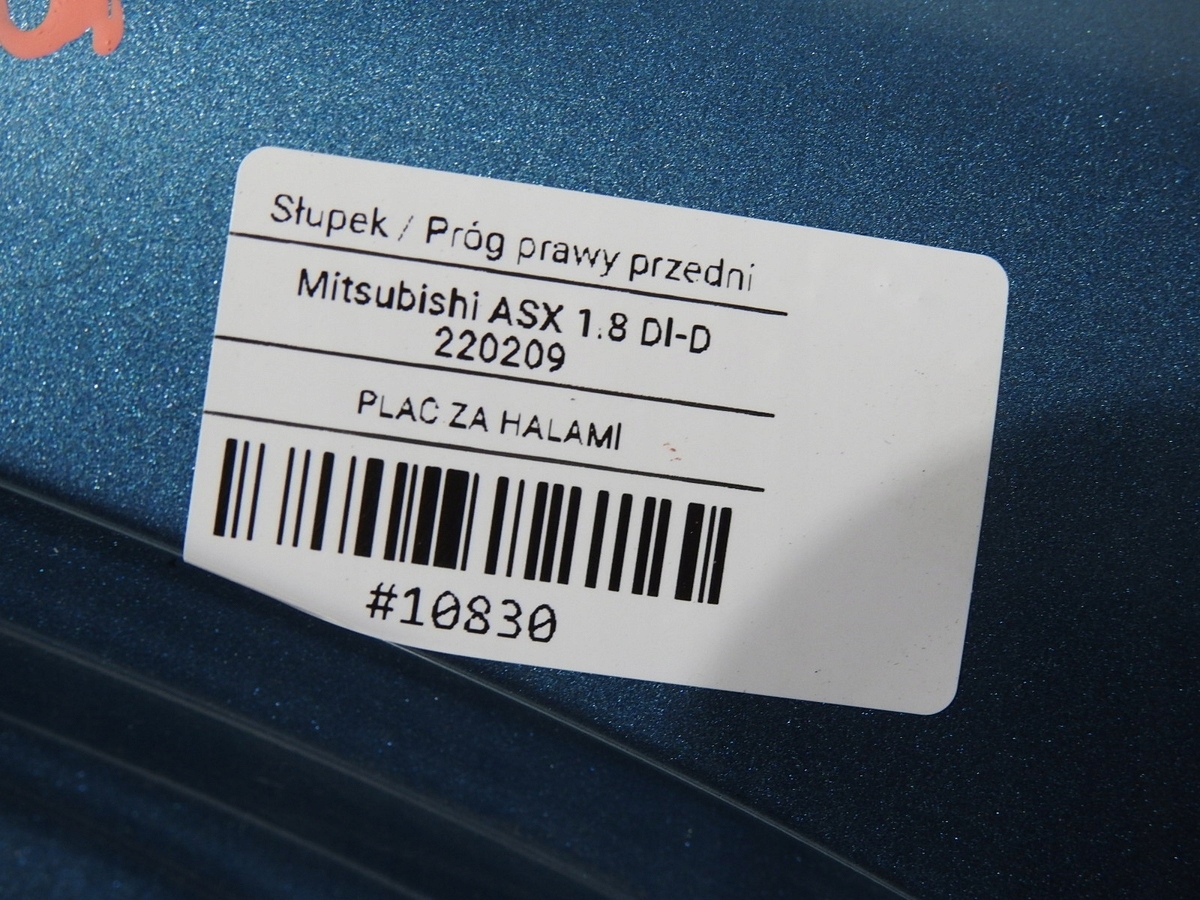 Słupek / Próg prawy przedni
Mitsubishi ASX 1.8 DI-D
220209
PLAC ZA HALAMI
#10830